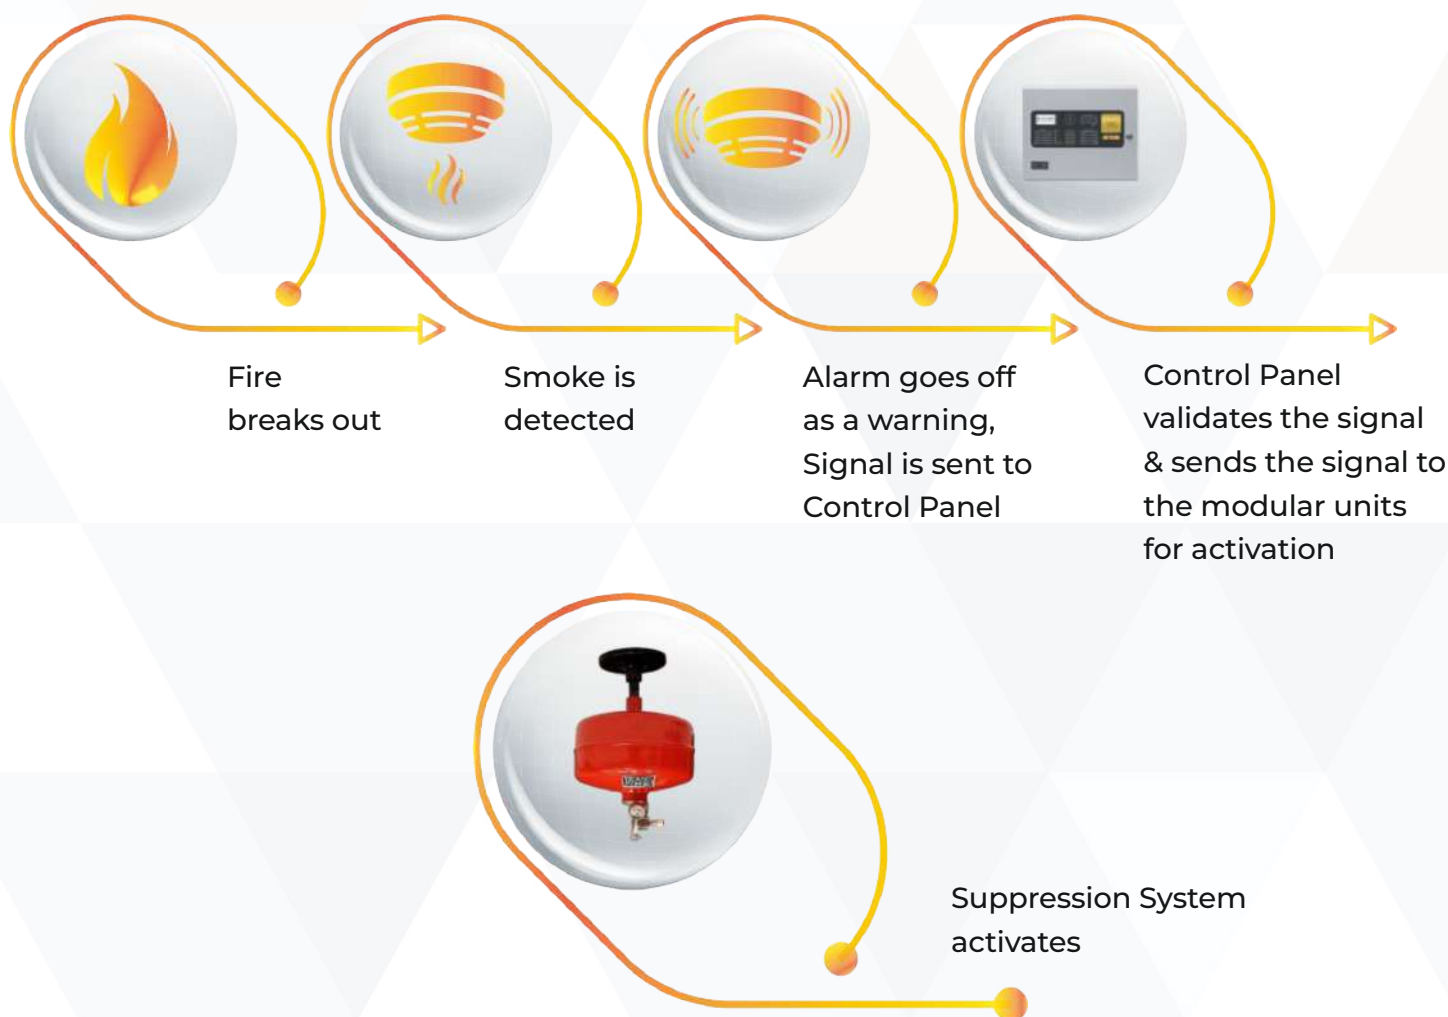 Fire
breaks out
Smoke is
detected
Alarm goes off
as a warning,
Signal is sent to
Control Panel
Control Panel
validates the signal
& sends the signal to
the modular units
for activation
Suppression System
activates